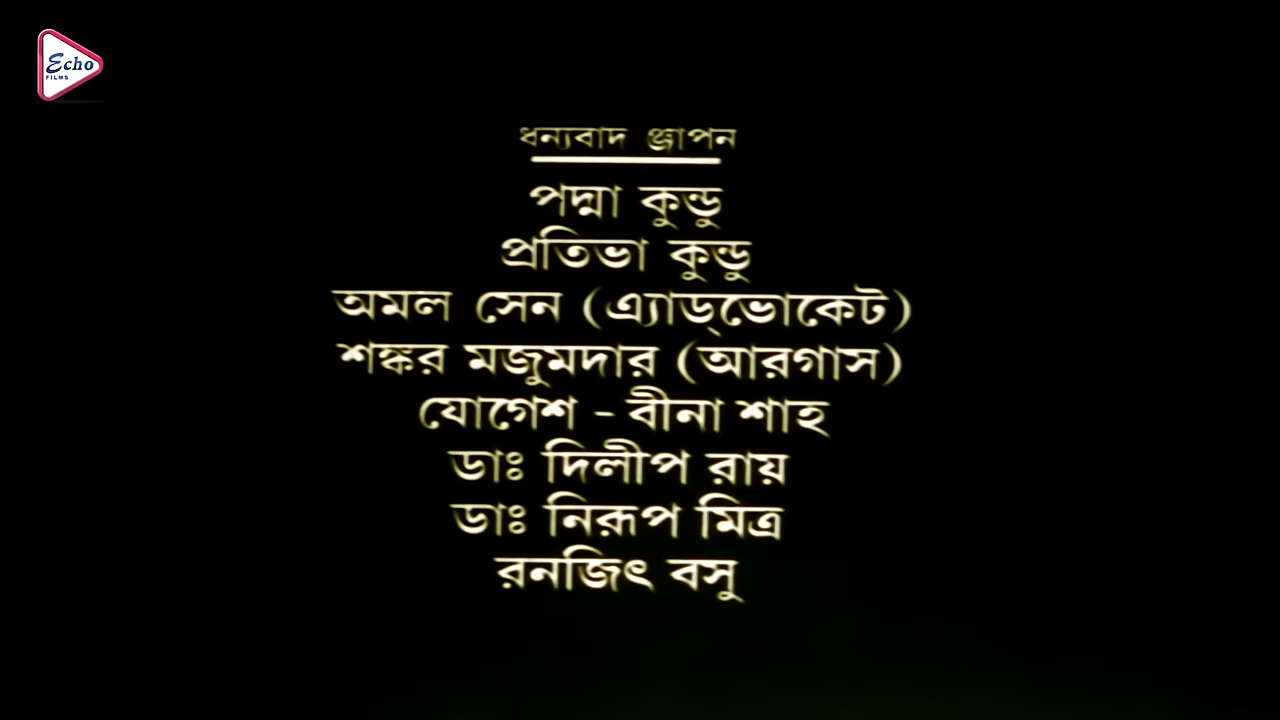 Echo
FILMS
ধন্যবাদ জ্ঞাপন
পদ্মা কুন্ডু
প্রতিভা কুন্ডু
অমল সেন (এ্যাড্ভোকেট)
শঙ্কর মজুমদার (আরগাস)
যোগেশ - বীনা শাহ
ডাঃ দিলীপ রায়
ডাঃ নিরূপ মিত্র
রনজিৎ বসু